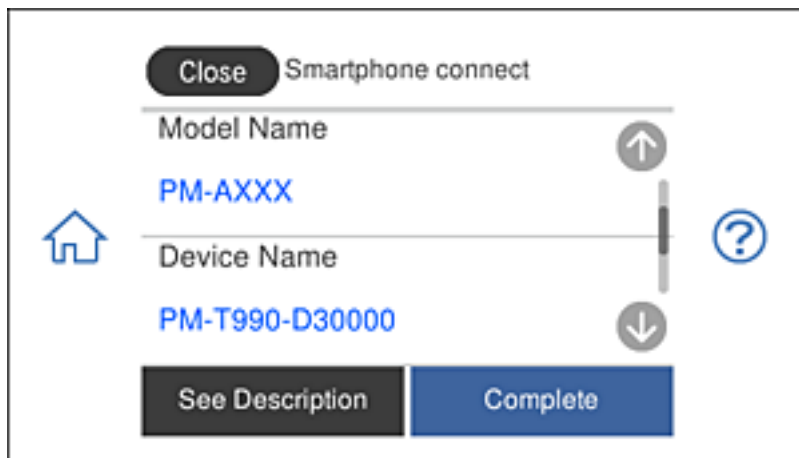 Close
Smartphone connect
Model Name
PM-AXXX
Device Name
PM-T990-D30000
See Description
Complete